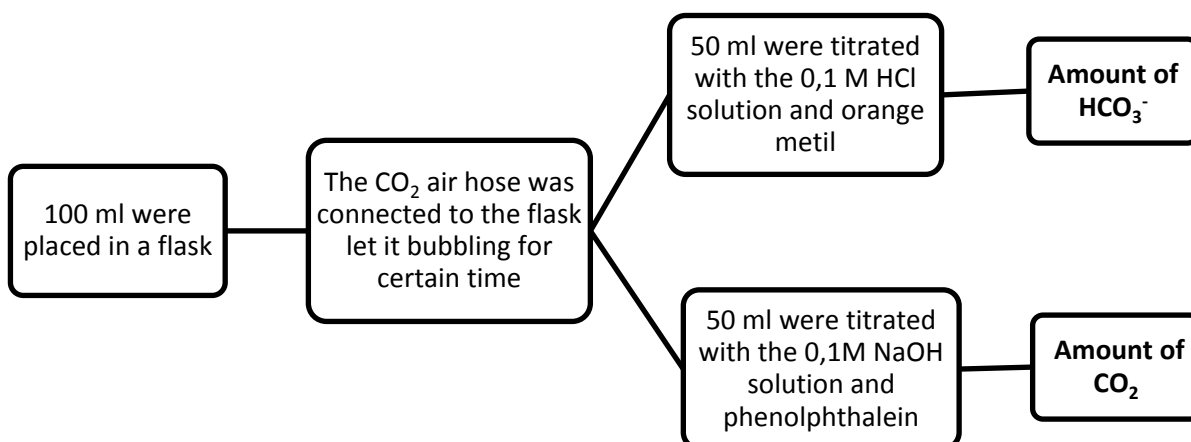 100 ml were
placed in a flask
The CO₂ air hose was
connected to the flask
let it bubbling for
certain time
50 ml were titrated
with the 0,1 M HCl
solution and orange
metil
Amount of
HCO₃⁻
50 ml were titrated
with the 0,1M NaOH
solution and
phenolphthalein
Amount of
CO₂